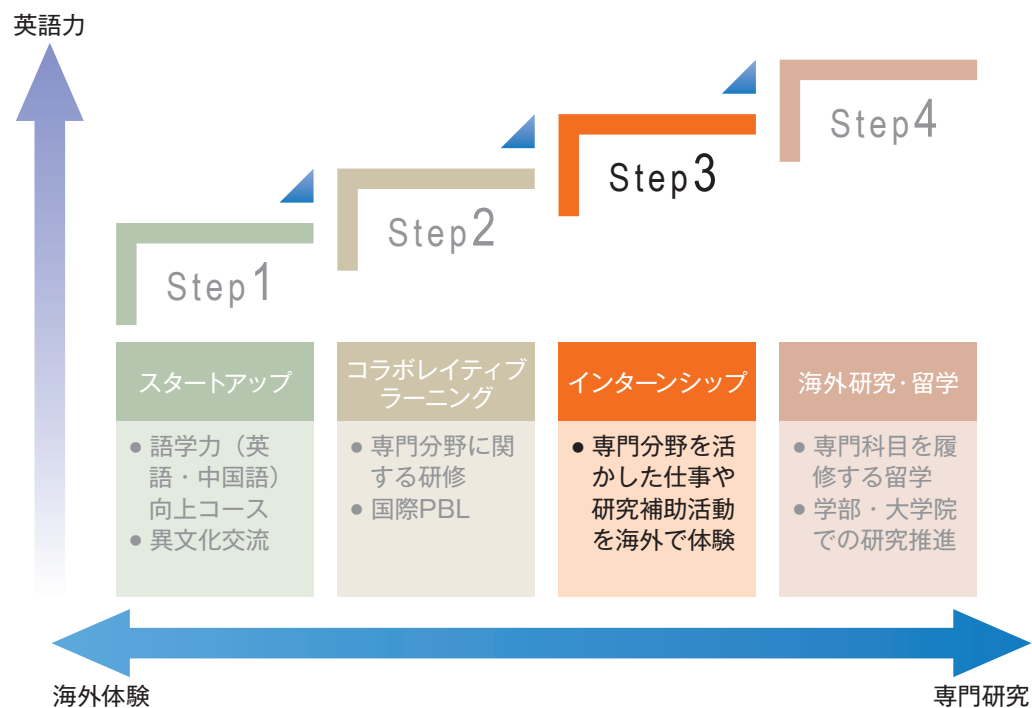 英語力
Step1
Step2
Step3
Step4
スタートアップ
● 語学力（英
語・中国語）
向上コース
● 異文化交流
コラボレイティブ
ラーニング
● 専門分野に関
する研修
● 国際PBL
インターンシップ
● 専門分野を活
かした仕事や
研究補助活動
を海外で体験
海外研究・留学
● 専門科目を履
修する留学
● 学部・大学院
での研究推進
海外体験
専門研究